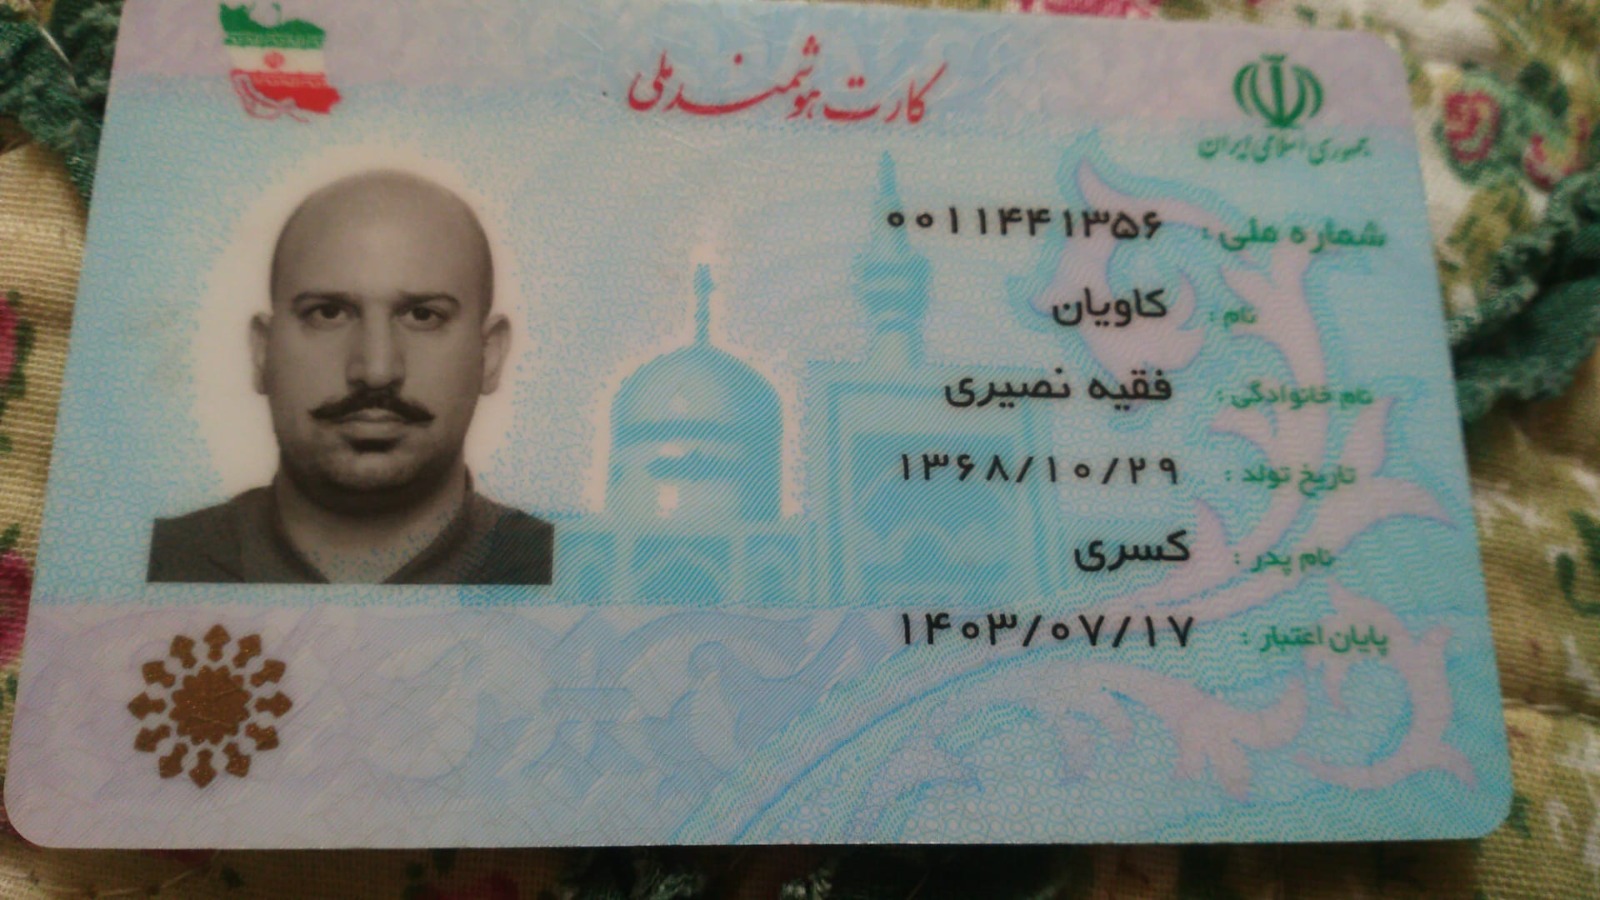 کارت هوشمند ملی
جمهوری اسلامی ایران
شماره ملی : ۰۰۱۱۴۴۱۳۵۶
نام : کاویان
نام خانوادگی : فقیه نصیری
تاریخ تولد : ۱۳۶۸/۱۰/۲۹
نام پدر : کسری
پایان اعتبار : ۱۴۰۳/۰۷/۱۷